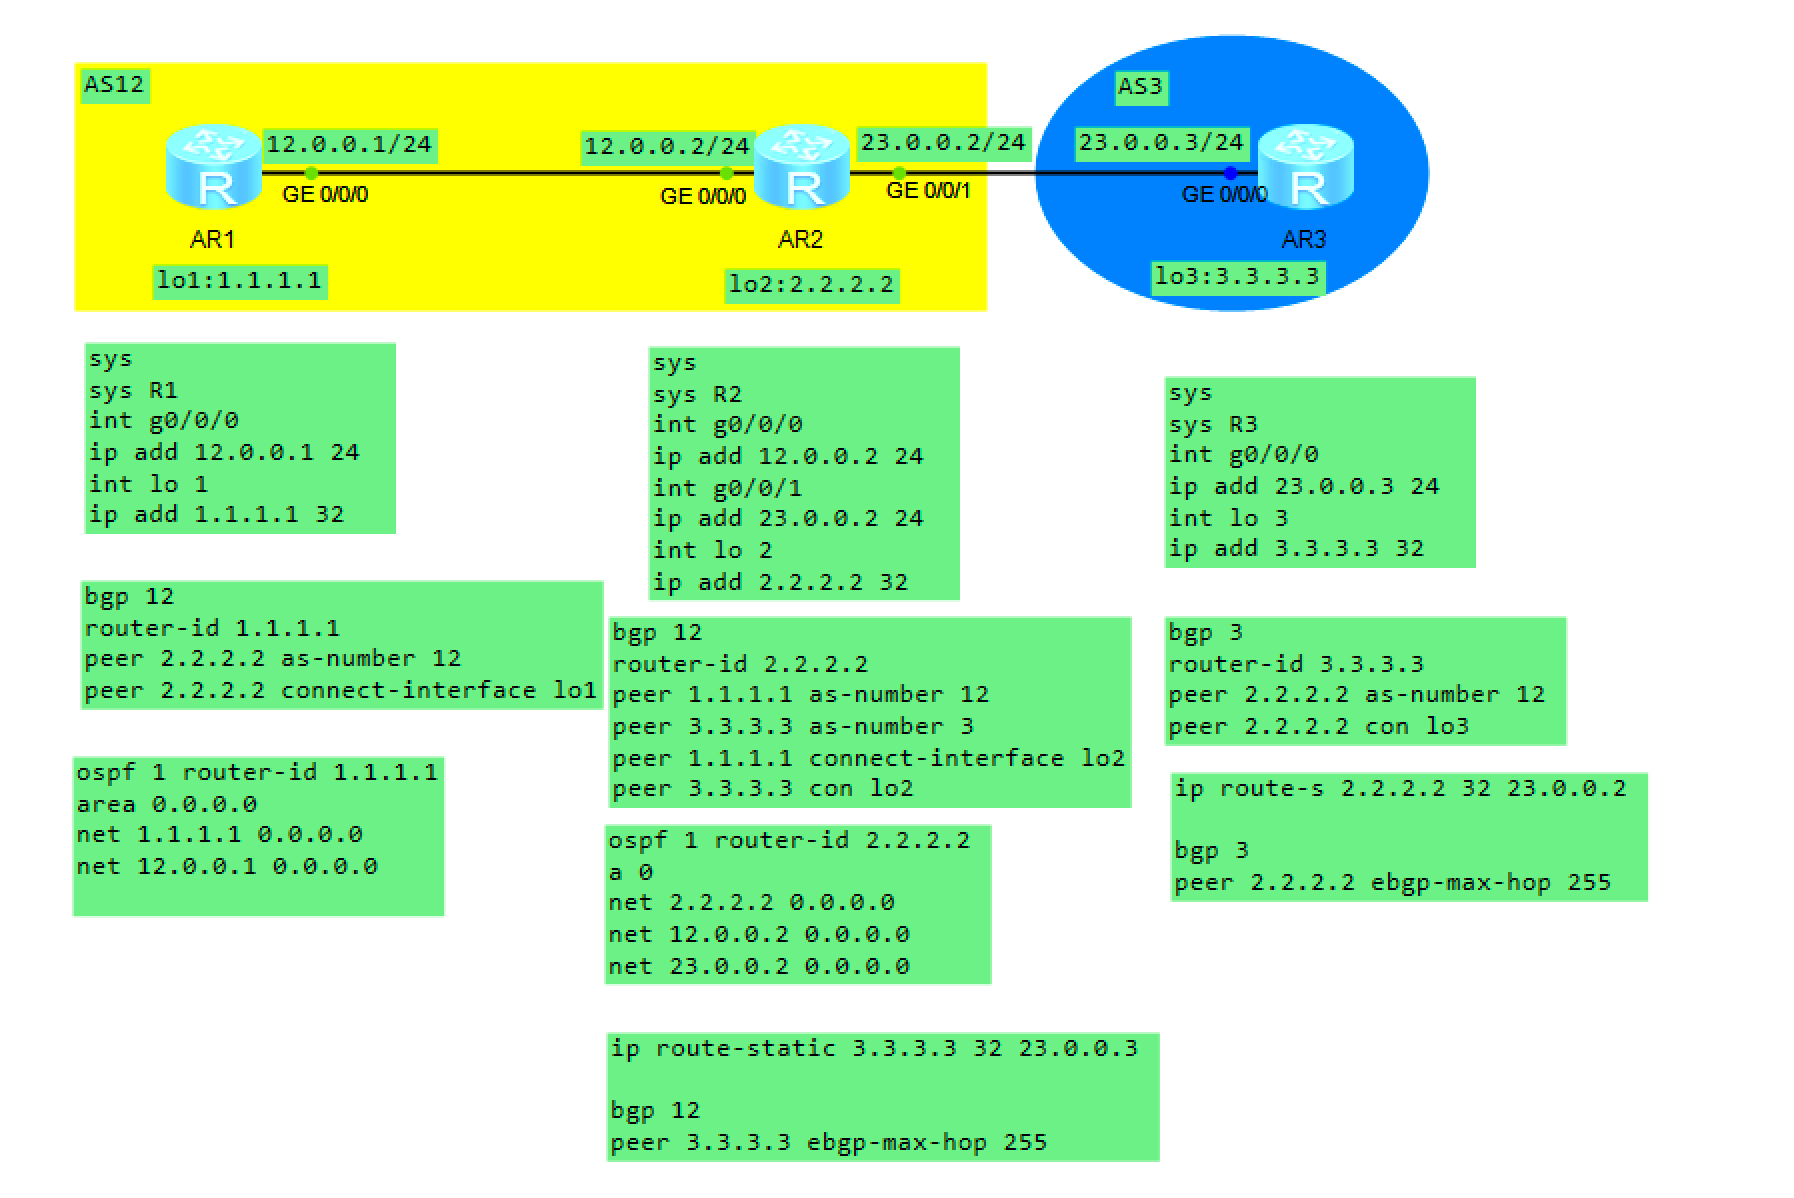 AS12
AS3
12.0.0.1/24
12.0.0.2/24
23.0.0.2/24
23.0.0.3/24
GE 0/0/0
GE 0/0/0
GE 0/0/1
GE 0/0/0
R
R
R
AR1
AR2
AR3
lo1:1.1.1.1
lo2:2.2.2.2
lo3:3.3.3.3
sys
sys R1
int g0/0/0
ip add 12.0.0.1 24
int lo 1
ip add 1.1.1.1 32
bgp 12
router-id 1.1.1.1
peer 2.2.2.2 as-number 12
peer 2.2.2.2 connect-interface lo1
ospf 1 router-id 1.1.1.1
area 0.0.0.0
net 1.1.1.1 0.0.0.0
net 12.0.0.1 0.0.0.0
sys
sys R2
int g0/0/0
ip add 12.0.0.2 24
int g0/0/1
ip add 23.0.0.2 24
int lo 2
ip add 2.2.2.2 32
bgp 12
router-id 2.2.2.2
peer 1.1.1.1 as-number 12
peer 3.3.3.3 as-number 3
peer 1.1.1.1 connect-interface lo2
peer 3.3.3.3 con lo2
ospf 1 router-id 2.2.2.2
a 0
net 2.2.2.2 0.0.0.0
net 12.0.0.2 0.0.0.0
net 23.0.0.2 0.0.0.0
ip route-static 3.3.3.3 32 23.0.0.3
bgp 12
peer 3.3.3.3 ebgp-max-hop 255
sys
sys R3
int g0/0/0
ip add 23.0.0.3 24
int lo 3
ip add 3.3.3.3 32
bgp 3
router-id 3.3.3.3
peer 2.2.2.2 as-number 12
peer 2.2.2.2 con lo3
ip route-s 2.2.2.2 32 23.0.0.2
bgp 3
peer 2.2.2.2 ebgp-max-hop 255